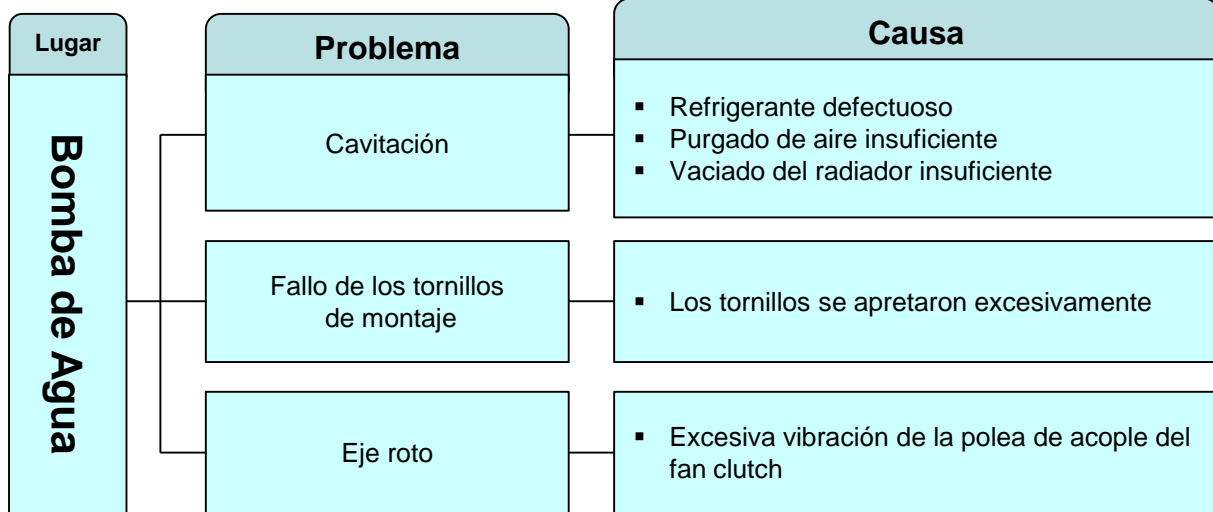 Lugar
Problema
Causa
Bomba de Agua
Cavitación
▪ Refrigerante defectuoso
▪ Purgado de aire insuficiente
▪ Vaciado del radiador insuficiente
Fallo de los tornillos
de montaje
▪ Los tornillos se apretaron excesivamente
Eje roto
▪ Excesiva vibración de la polea de acople del
fan clutch